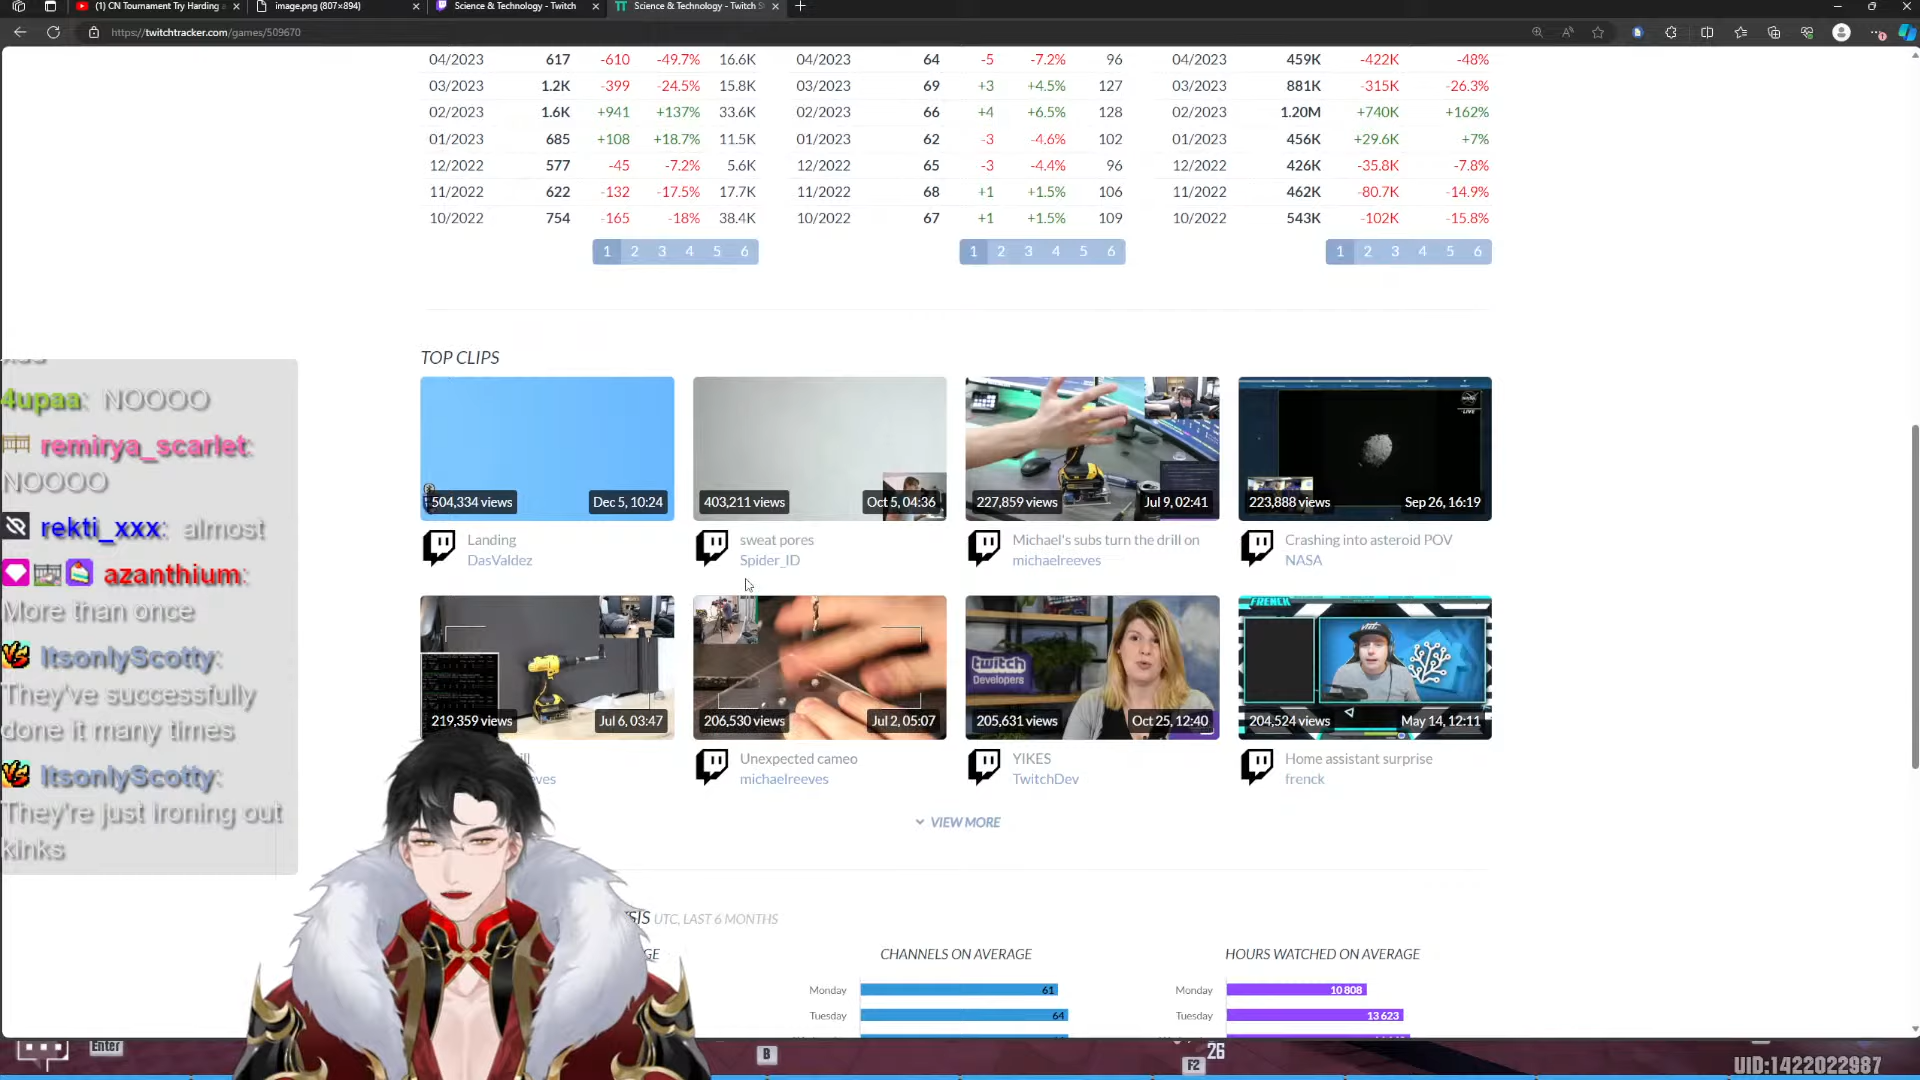 (1) CN Tournament Try Harding a
image.png (807×894)
Science & Technology - Twitch
Science & Technology - Twitch S
https://twitchtracker.com/games/509670
04/2023 617 -610 -49.7% 16.6K 04/2023 64 -5 -7.2% 96 04/2023 459K -422K -48%
03/2023 1.2K -399 -24.5% 15.8K 03/2023 69 +3 +4.5% 127 03/2023 881K -315K -26.3%
02/2023 1.6K +941 +137% 33.6K 02/2023 66 +4 +6.5% 128 02/2023 1.20M +740K +162%
01/2023 685 +108 +18.7% 11.5K 01/2023 62 -3 -4.6% 102 01/2023 456K +29.6K +7%
12/2022 577 -45 -7.2% 5.6K 12/2022 65 -3 -4.4% 96 12/2022 426K -35.8K -7.8%
11/2022 622 -132 -17.5% 17.7K 11/2022 68 +1 +1.5% 106 11/2022 462K -80.7K -14.9%
10/2022 754 -165 -18% 38.4K 10/2022 67 +1 +1.5% 109 10/2022 543K -102K -15.8%
1 2 3 4 5 6 1 2 3 4 5 6 1 2 3 4 5 6
TOP CLIPS
504,334 views Dec 5, 10:24
Landing
DasValdez
403,211 views Oct 5, 04:36
sweat pores
Spider_ID
227,859 views Jul 9, 02:41
Michael's subs turn the drill on
michaelreeves
LIVE
223,888 views Sep 26, 16:19
Crashing into asteroid POV
NASA
219,359 views Jul 6, 03:47
ill
eves
206,530 views Jul 2, 05:07
Unexpected cameo
michaelreeves
twitch
Developers
205,631 views Oct 25, 12:40
YIKES
TwitchDev
FRENCK
204,524 views May 14, 12:11
Home assistant surprise
frenck
VIEW MORE
SIS UTC, LAST 6 MONTHS
GE
CHANNELS ON AVERAGE
Monday 61
Tuesday 64
HOURS WATCHED ON AVERAGE
Monday 10 808
Tuesday 13 623
4upaa: NOOOO
remirya_scarlet:
NOOOO
rekti_xxx: almost
azanthium:
More than once
ItsonlyScotty:
They've successfully
done it many times
ItsonlyScotty:
They're just Ironing out
kinks
Enter
B
F2
26
UID:1422022987